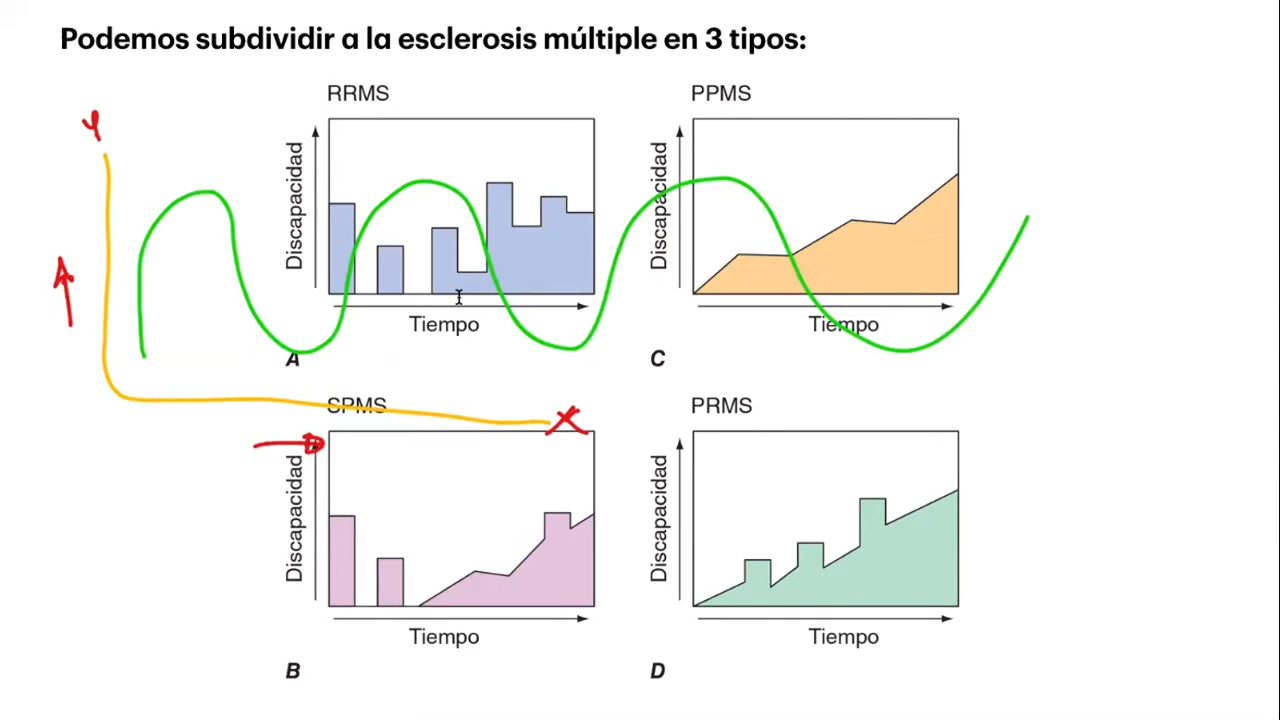 Podemos subdividir a la esclerosis múltiple en 3 tipos:
Y
RRMS
Discapacidad
Tiempo
A
PPMS
Discapacidad
Tiempo
C
X
SPMS
Discapacidad
Tiempo
B
PRMS
Discapacidad
Tiempo
D